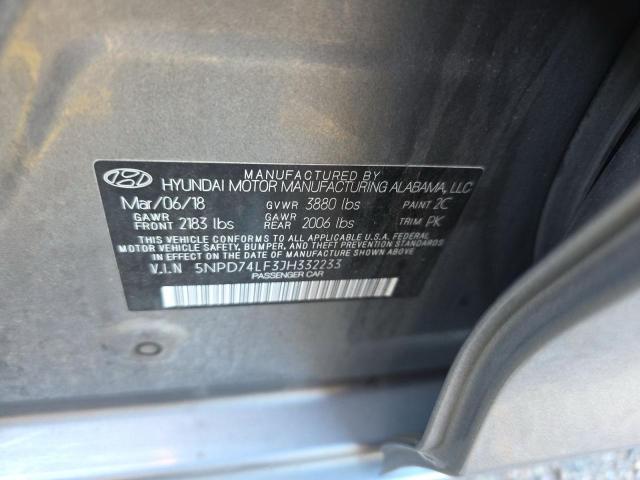 MANUFACTURED BY
HYUNDAI MOTOR MANUFACTURING ALABAMA, LLC
Mar/06/18 GVWR 3880 lbs PAINT 2C
GAWR FRONT 2183 lbs GAWR REAR 2006 lbs TRIM PK
THIS VEHICLE CONFORMS TO ALL APPLICABLE U.S.A. FEDERAL
MOTOR VEHICLE SAFETY, BUMPER, AND THEFT PREVENTION STANDARDS
IN EFFECT ON THE DATE OF MANUFACTURE SHOWN ABOVE.
V.I.N 5NPD74LF3JH332233
PASSENGER CAR